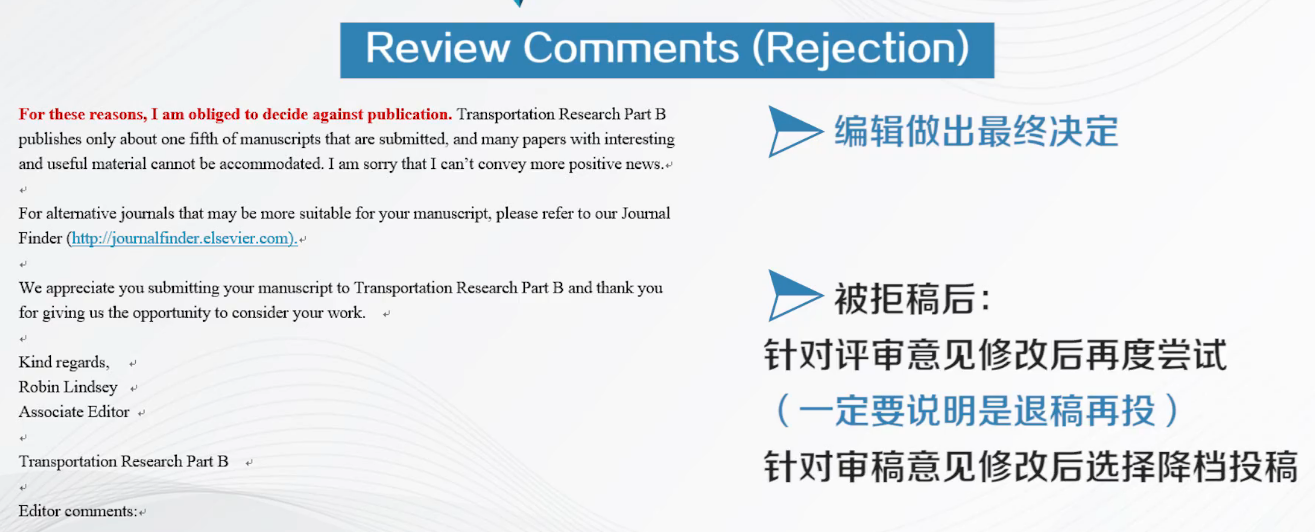 Review Comments (Rejection)
For these reasons, I am obliged to decide against publication. Transportation Research Part B
publishes only about one fifth of manuscripts that are submitted, and many papers with interesting
and useful material cannot be accommodated. I am sorry that I can’t convey more positive news.↵
↵
For alternative journals that may be more suitable for your manuscript, please refer to our Journal
Finder (http://journalfinder.elsevier.com).↵
↵
We appreciate you submitting your manuscript to Transportation Research Part B and thank you
for giving us the opportunity to consider your work. ↵
↵
Kind regards, ↵
Robin Lindsey ↵
Associate Editor ↵
↵
Transportation Research Part B ↵
↵
Editor comments:↵
编辑做出最终决定
被拒稿后：
针对评审意见修改后再度尝试
（一定要说明是退稿再投）
针对审稿意见修改后选择降档投稿